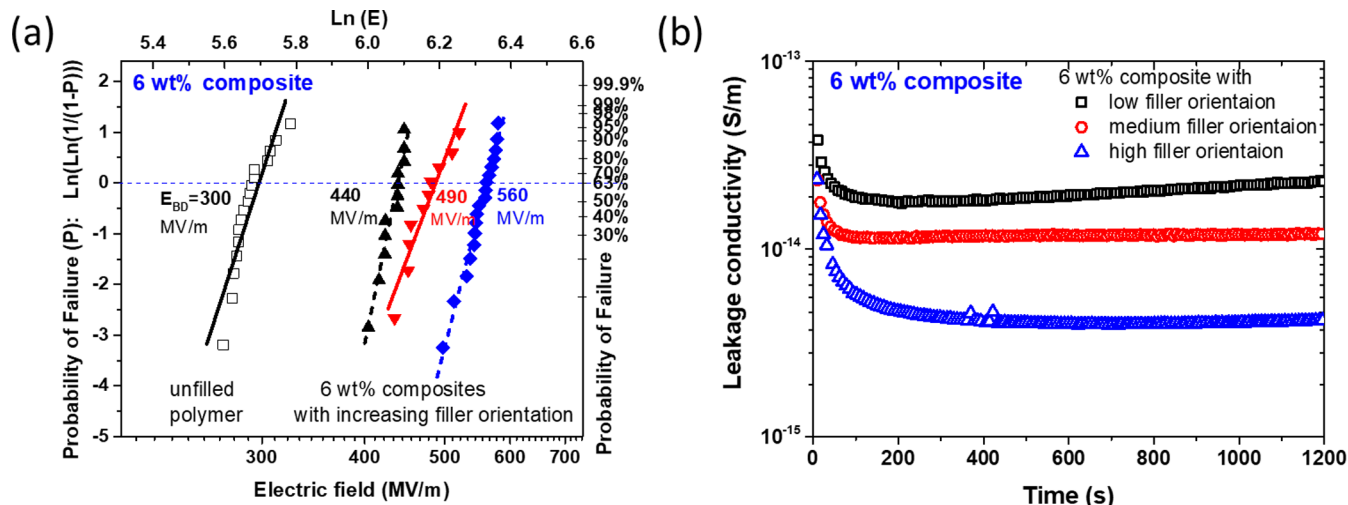 (a)
Ln (E)
5.4 5.6 5.8 6.0 6.2 6.4 6.6
Probability of Failure (P): Ln(Ln(1/(1-P)))
2
1
0
-1
-2
-3
-4
-5
6 wt% composite
E_BD=300
MV/m
440
MV/m
490
MV/m
560
MV/m
unfilled
polymer
6 wt% composites
with increasing filler orientation
99.9%
99%
98%
95%
90%
80%
70%
63%
50%
40%
30%
Probability of Failure
300 400 500 600 700
Electric field (MV/m)
(b)
Leakage conductivity (S/m)
10^-13
10^-14
10^-15
6 wt% composite
6 wt% composite with
low filler orientaion
medium filler orientaion
high filler orientaion
0 200 400 600 800 1000 1200
Time (s)